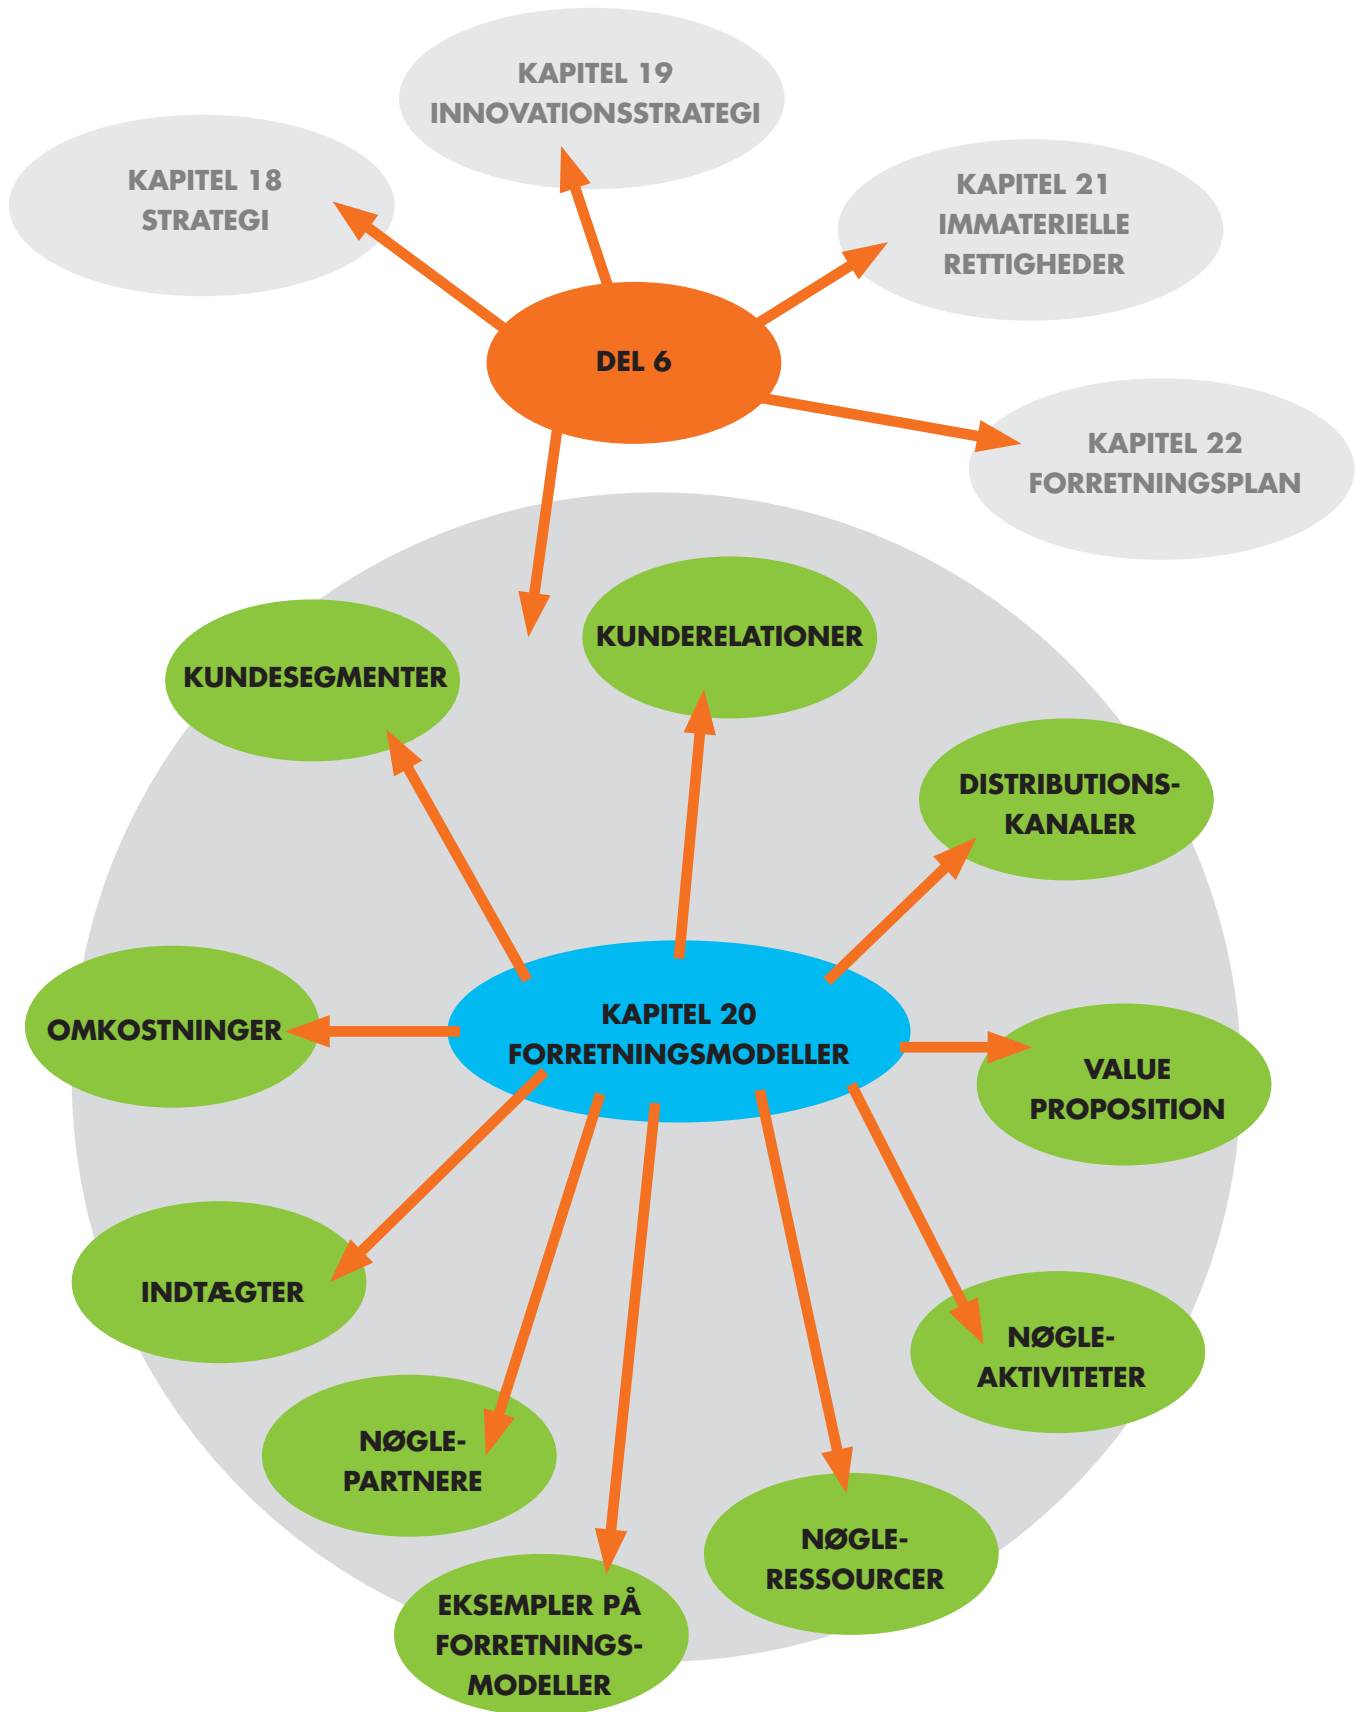 KAPITEL 19
INNOVATIONSSTRATEGI
KAPITEL 18
STRATEGI
KAPITEL 21
IMMATERIELLE
RETTIGHEDER
DEL 6
KAPITEL 22
FORRETNINGSPLAN
KUNDESEGMENTER
KUNDERELATIONER
DISTRIBUTIONS-
KANALER
KAPITEL 20
FORRETNINGSMODELLER
OMKOSTNINGER
VALUE
PROPOSITION
INDTÆGTER
NØGLE-
AKTIVITETER
NØGLE-
PARTNERE
NØGLE-
RESSOURCER
EKSEMPLER PÅ
FORRETNINGS-
MODELLER